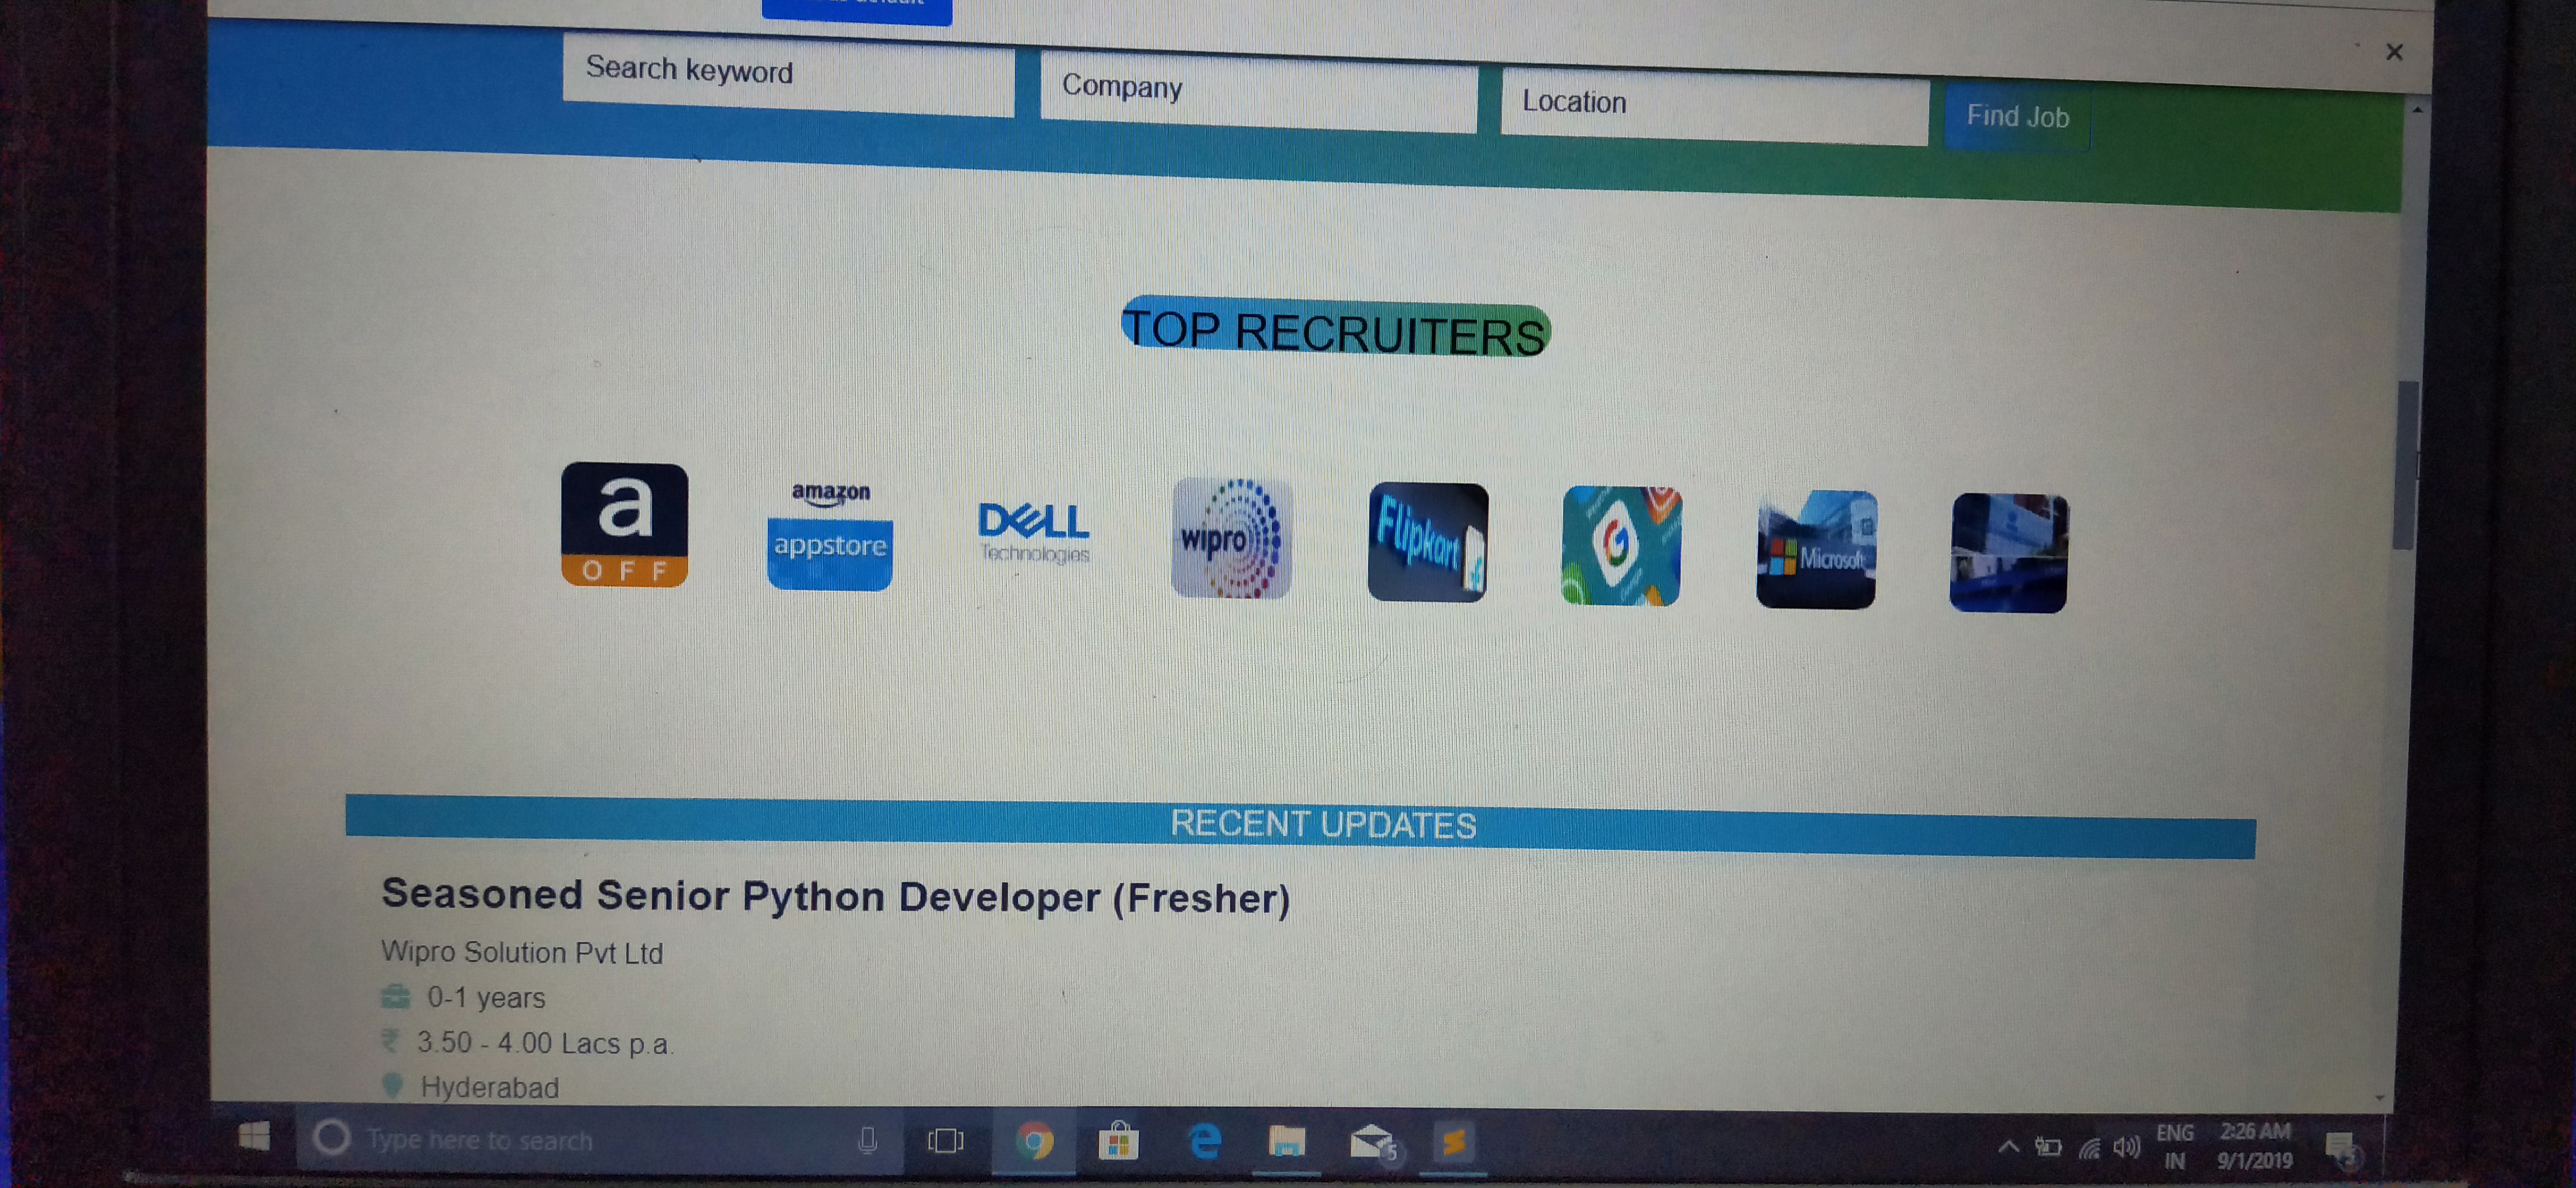 Search keyword
Company
Location
Find Job
TOP RECRUITERS
a
OFF
amazon
appstore
DELL
Technologies
wipro
Flipkart
G
Microsoft
RECENT UPDATES
Seasoned Senior Python Developer (Fresher)
Wipro Solution Pvt Ltd
0-1 years
₹ 3.50 - 4.00 Lacs p.a.
Hyderabad
Type here to search
5
ENG
IN
2:26 AM
9/1/2019